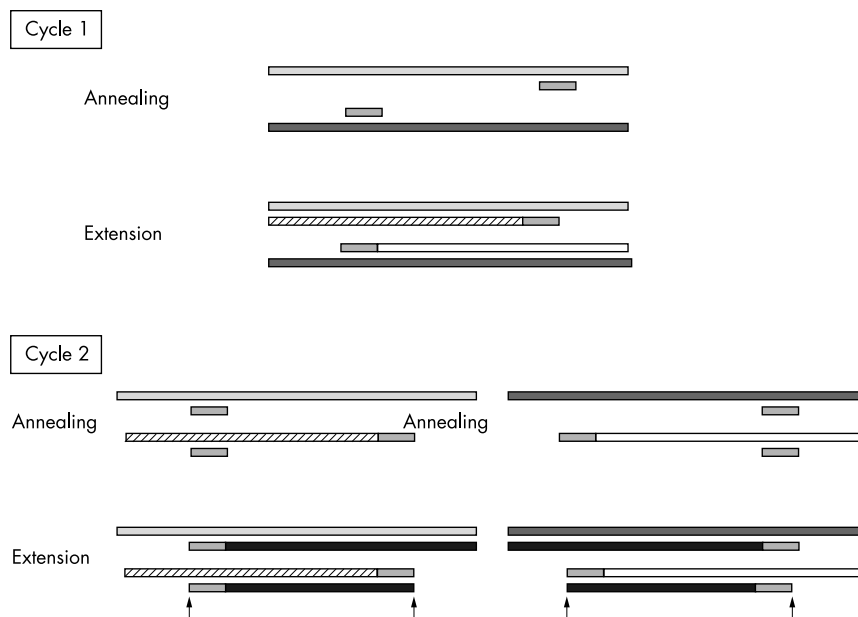 Cycle 1
Annealing
Extension
Cycle 2
Annealing
Annealing
Extension